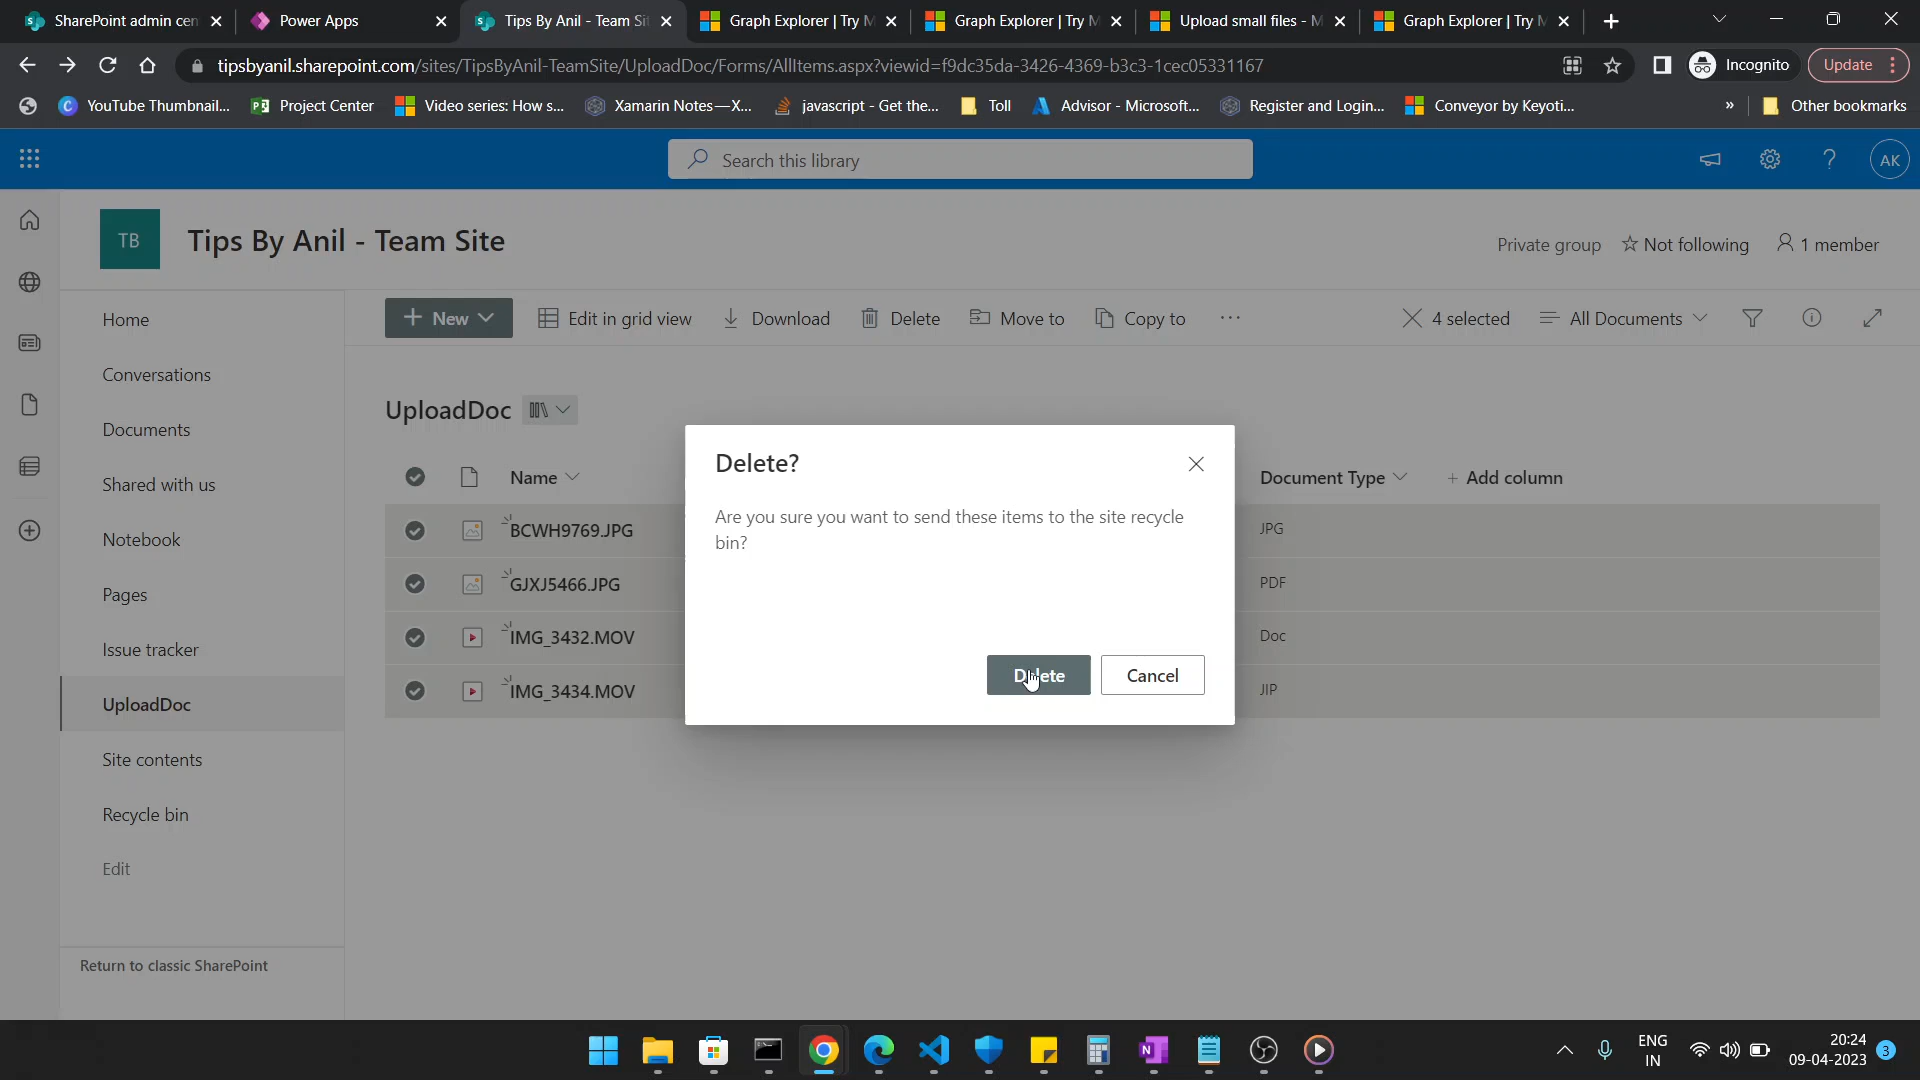 SharePoint admin cen
Power Apps
Tips By Anil - Team Si
Graph Explorer | Try M
Graph Explorer | Try M
Upload small files - M
Graph Explorer | Try M
tipsbyanil.sharepoint.com/sites/TipsByAnil-TeamSite/UploadDoc/Forms/AllItems.aspx?viewid=f9dc35da-3426-4369-b3c3-1cec05331167
Incognito
Update
YouTube Thumbnail...
Project Center
Video series: How s...
Xamarin Notes—X...
javascript - Get the...
Toll
Advisor - Microsoft...
Register and Login...
Conveyor by Keyoti...
»
Other bookmarks
Search this library
AK
TB
Tips By Anil - Team Site
Private group
Not following
1 member
Home
Conversations
Documents
Shared with us
Notebook
Pages
Issue tracker
UploadDoc
Site contents
Recycle bin
Edit
Return to classic SharePoint
New
Edit in grid view
Download
Delete
Move to
Copy to
...
4 selected
All Documents
UploadDoc
Name
Document Type
+ Add column
BCWH9769.JPG
JPG
GJXJ5466.JPG
PDF
IMG_3432.MOV
Doc
IMG_3434.MOV
JIP
Delete?
Are you sure you want to send these items to the site recycle
bin?
Delete
Cancel
ENG
IN
20:24
09-04-2023
3